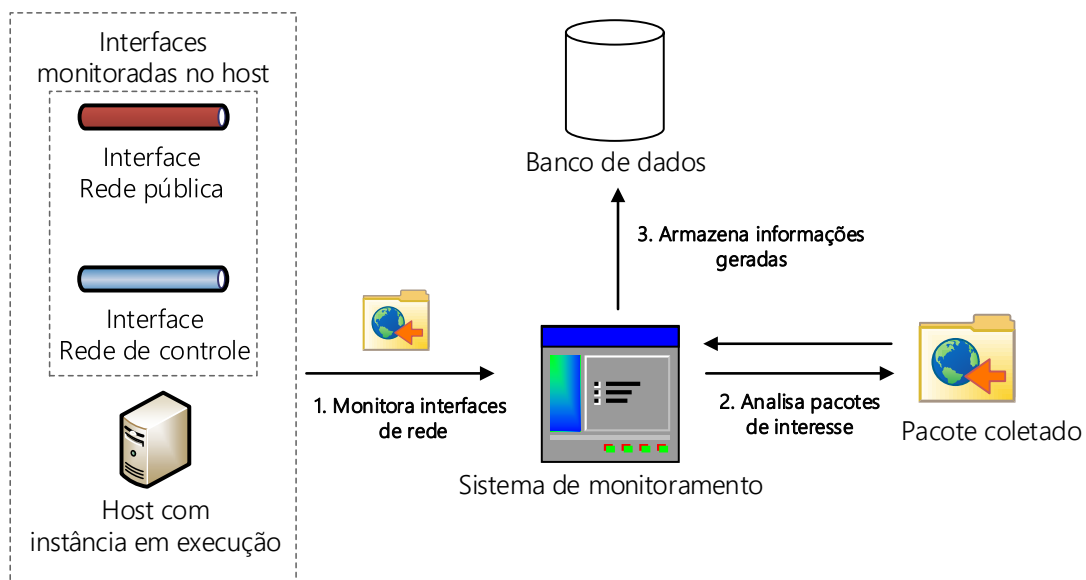 Interfaces
monitoradas no host
Interface
Rede pública
Interface
Rede de controle
Host com
instância em execução
1. Monitora interfaces
de rede
Banco de dados
3. Armazena informações
geradas
Sistema de monitoramento
2. Analisa pacotes
de interesse
Pacote coletado